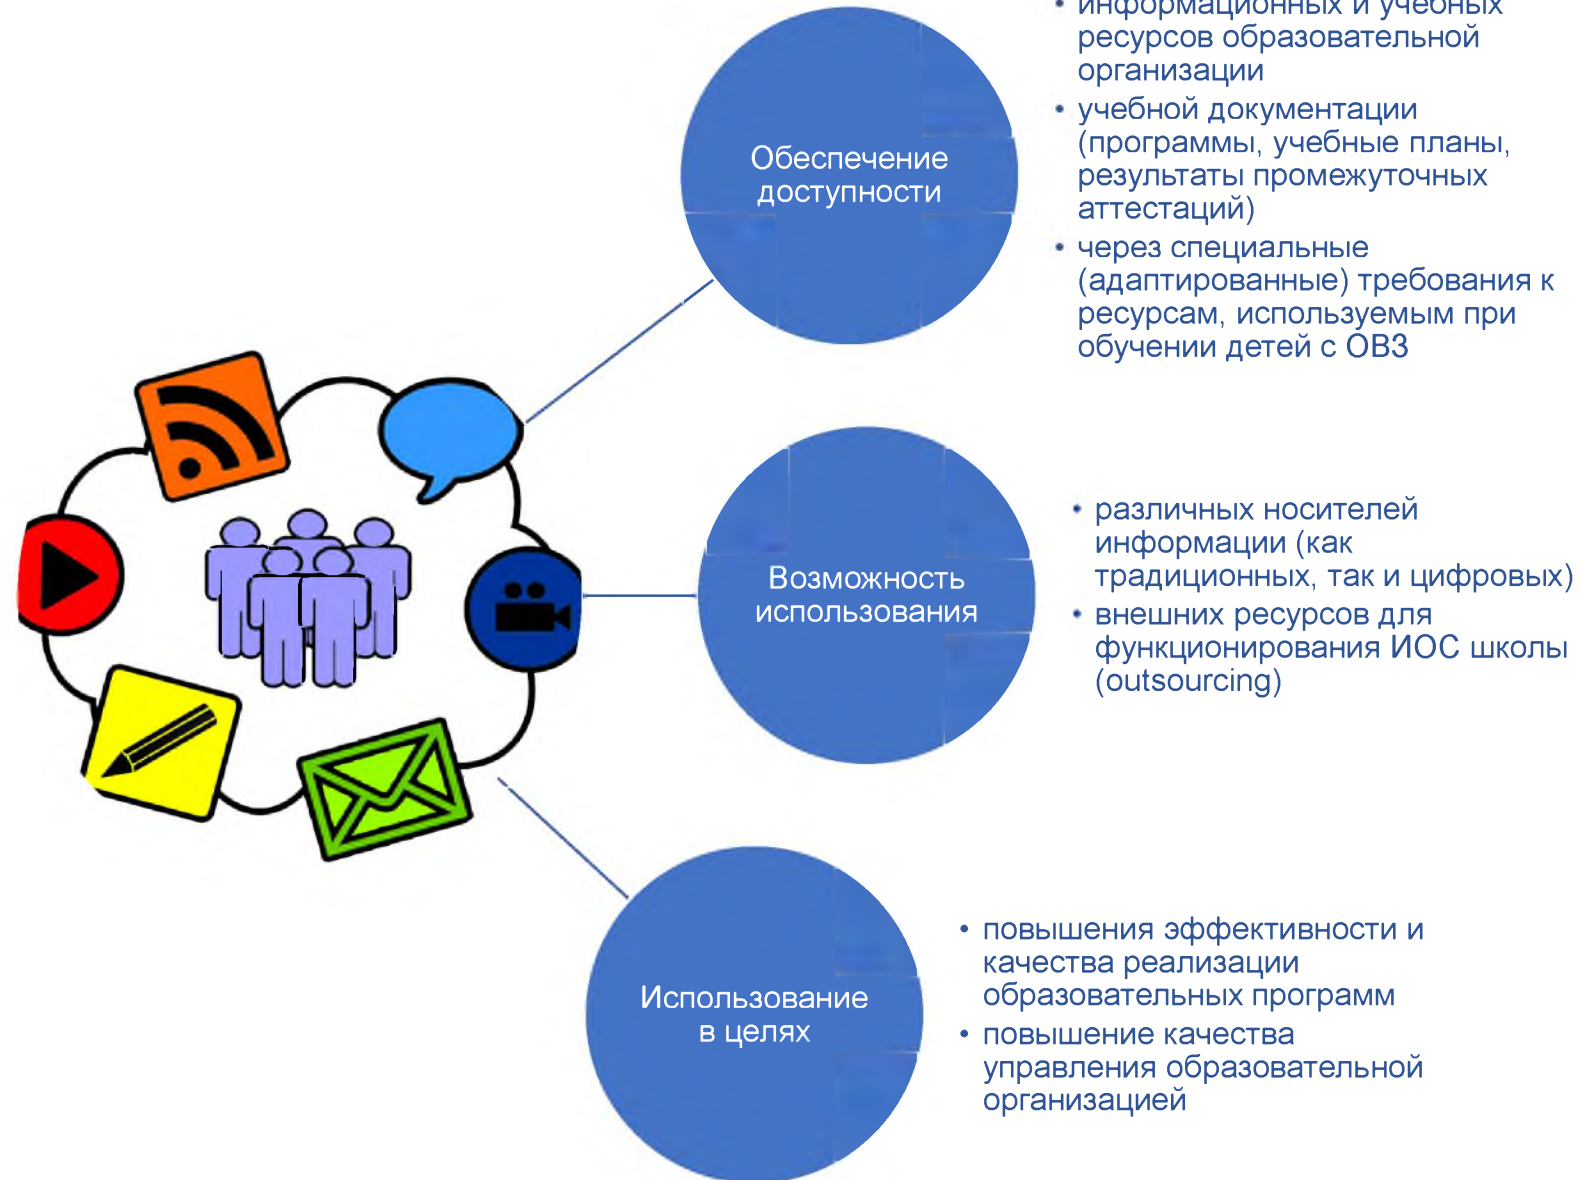 Обеспечение
доступности
• информационных и учебных
ресурсов образовательной
организации
• учебной документации
(программы, учебные планы,
результаты промежуточных
аттестаций)
• через специальные
(адаптированные) требования к
ресурсам, используемым при
обучении детей с ОВЗ
Возможность
использования
• различных носителей
информации (как
традиционных, так и цифровых)
• внешних ресурсов для
функционирования ИОС школы
(outsourcing)
Использование
в целях
• повышения эффективности и
качества реализации
образовательных программ
• повышение качества
управления образовательной
организацией